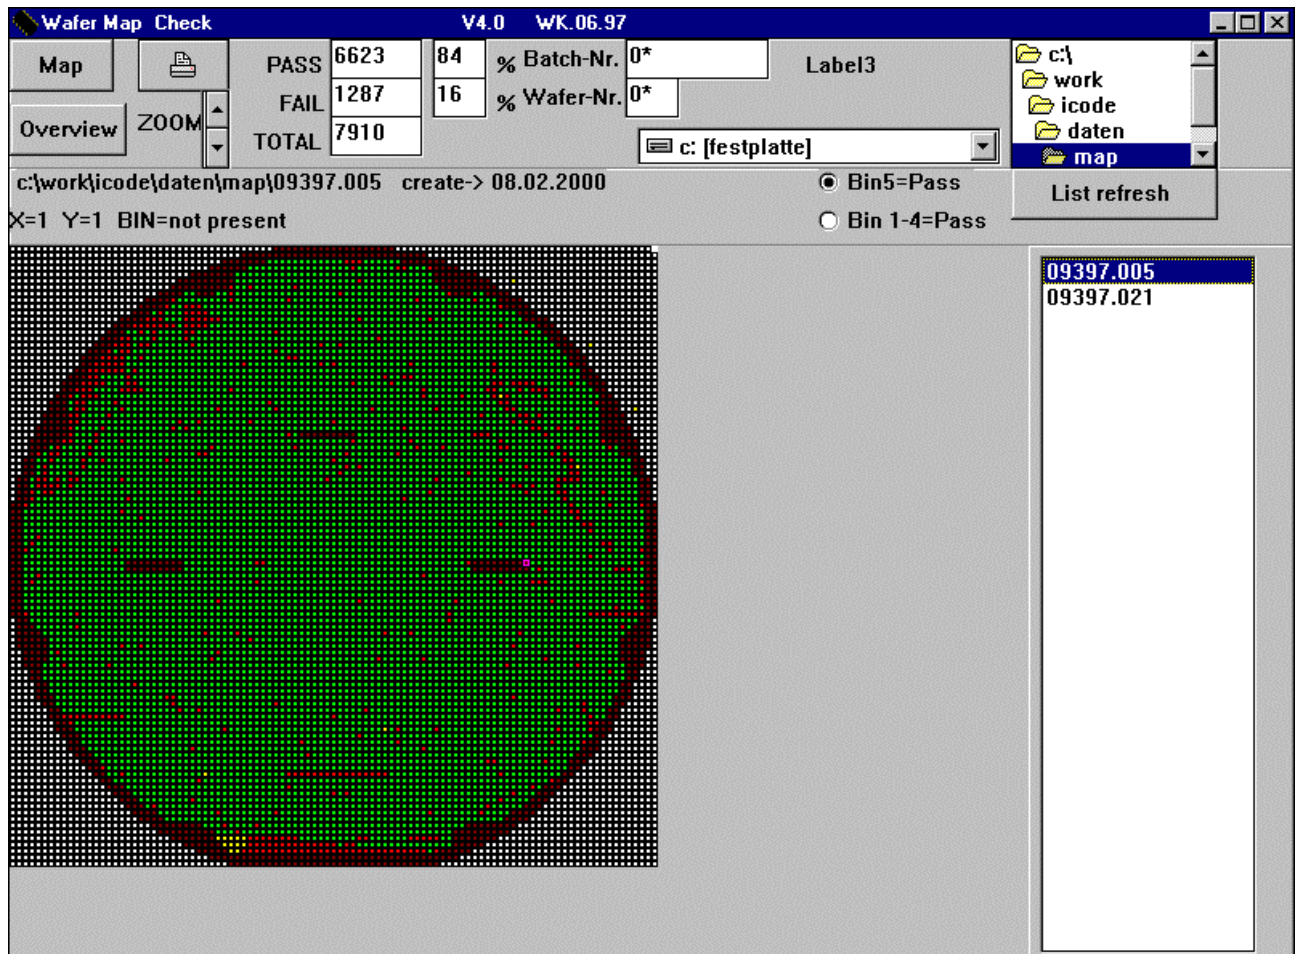 Wafer Map Check V4.0 WK.06.97
Map PASS 6623 84 % Batch-Nr. 0* Label3
FAIL 1287 16 % Wafer-Nr. 0*
Overview ZOOM TOTAL 7910
c: [festplatte]
c:\
work
icode
daten
map
List refresh
c:\work\icode\daten\map\09397.005 create-> 08.02.2000
Bin5=Pass
X=1 Y=1 BIN=not present
Bin 1-4=Pass
09397.005
09397.021